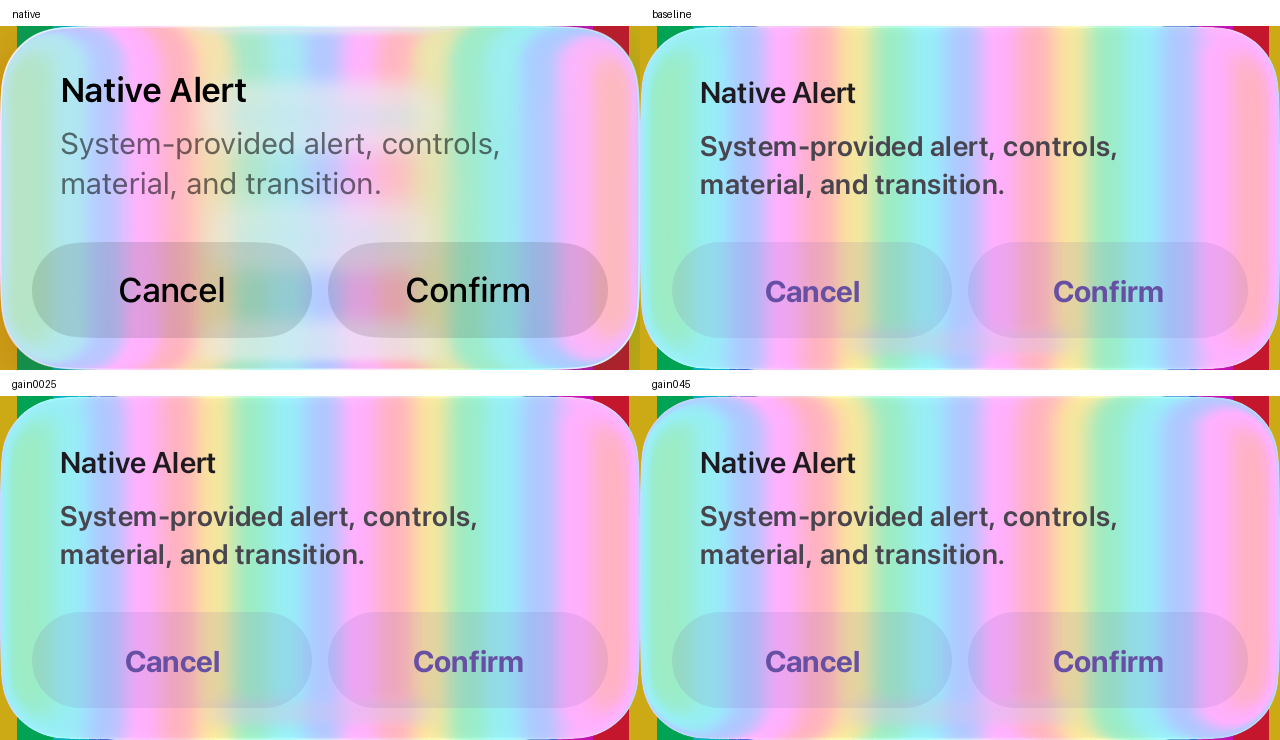 native
baseline
Native Alert
System-provided alert, controls,
material, and transition.
Cancel
Confirm
Native Alert
System-provided alert, controls,
material, and transition.
Cancel
Confirm
gain0025
gain045
Native Alert
System-provided alert, controls,
material, and transition.
Cancel
Confirm
Native Alert
System-provided alert, controls,
material, and transition.
Cancel
Confirm